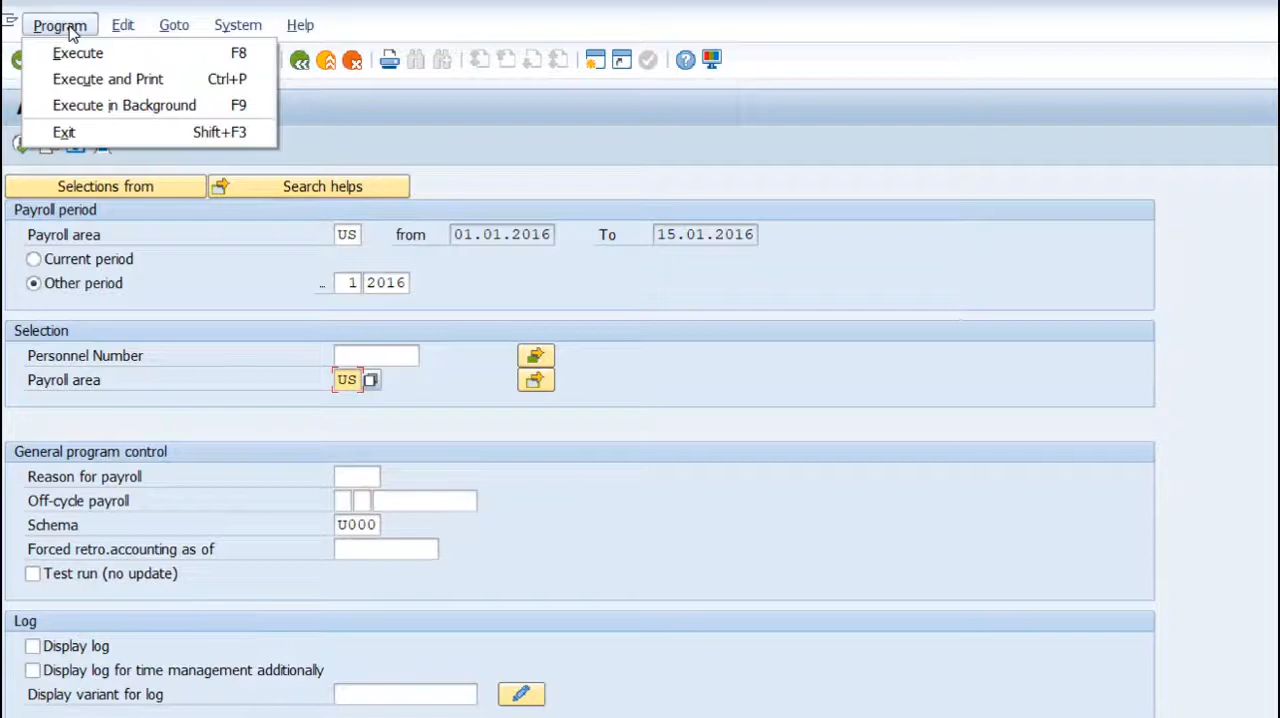 Program Edit Goto System Help
Execute F8
Execute and Print Ctrl+P
Execute in Background F9
Exit Shift+F3
Selections from Search helps
Payroll period
Payroll area US from 01.01.2016 To 15.01.2016
Current period
Other period .. 1 2016
Selection
Personnel Number
Payroll area US
General program control
Reason for payroll
Off-cycle payroll
Schema U000
Forced retro.accounting as of
Test run (no update)
Log
Display log
Display log for time management additionally
Display variant for log